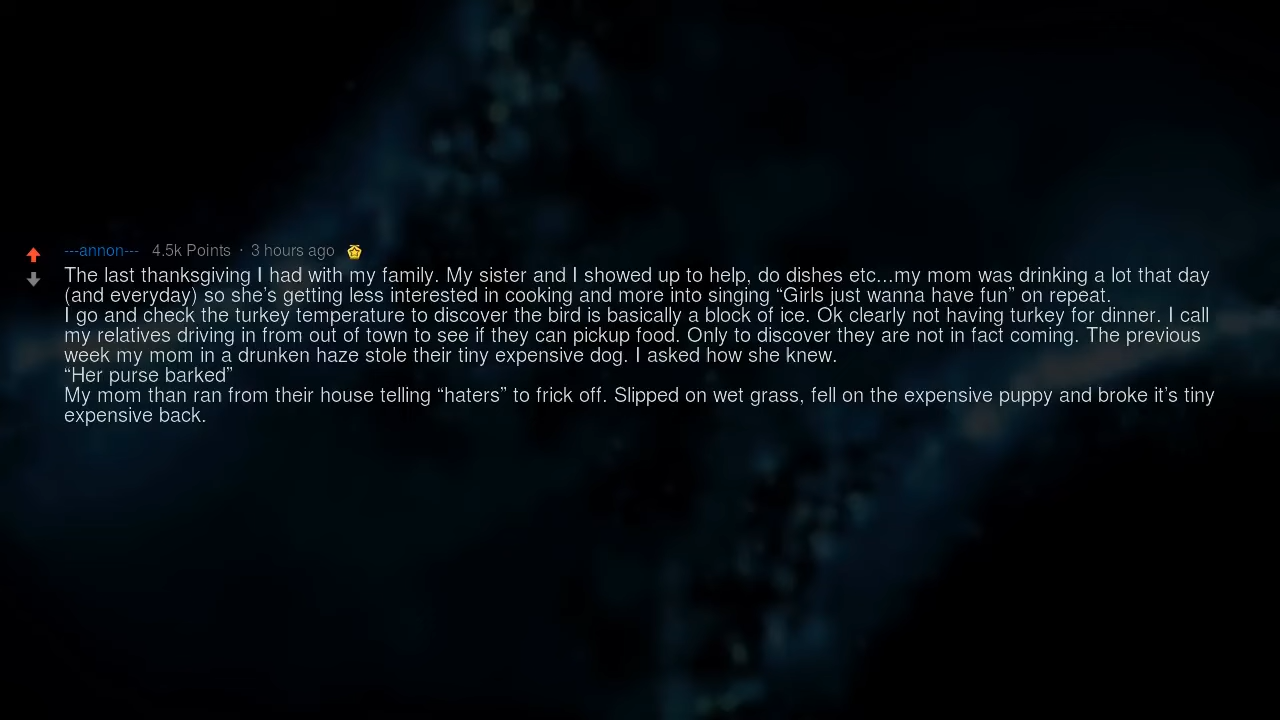 ---annon--- 4.5k Points · 3 hours ago
The last thanksgiving I had with my family. My sister and I showed up to help, do dishes etc...my mom was drinking a lot that day
(and everyday) so she's getting less interested in cooking and more into singing “Girls just wanna have fun” on repeat.
I go and check the turkey temperature to discover the bird is basically a block of ice. Ok clearly not having turkey for dinner. I call
my relatives driving in from out of town to see if they can pickup food. Only to discover they are not in fact coming. The previous
week my mom in a drunken haze stole their tiny expensive dog. I asked how she knew.
“Her purse barked”
My mom than ran from their house telling “haters” to frick off. Slipped on wet grass, fell on the expensive puppy and broke it's tiny
expensive back.